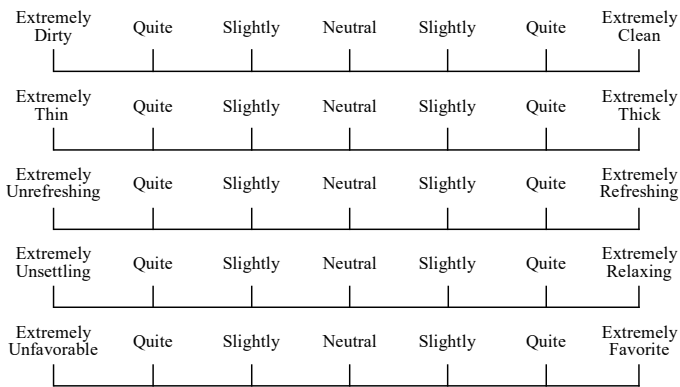 Extremely Dirty Quite Slightly Neutral Slightly Quite Extremely Clean
Extremely Thin Quite Slightly Neutral Slightly Quite Extremely Thick
Extremely Unrefreshing Quite Slightly Neutral Slightly Quite Extremely Refreshing
Extremely Unsettling Quite Slightly Neutral Slightly Quite Extremely Relaxing
Extremely Unfavorable Quite Slightly Neutral Slightly Quite Extremely Favorite